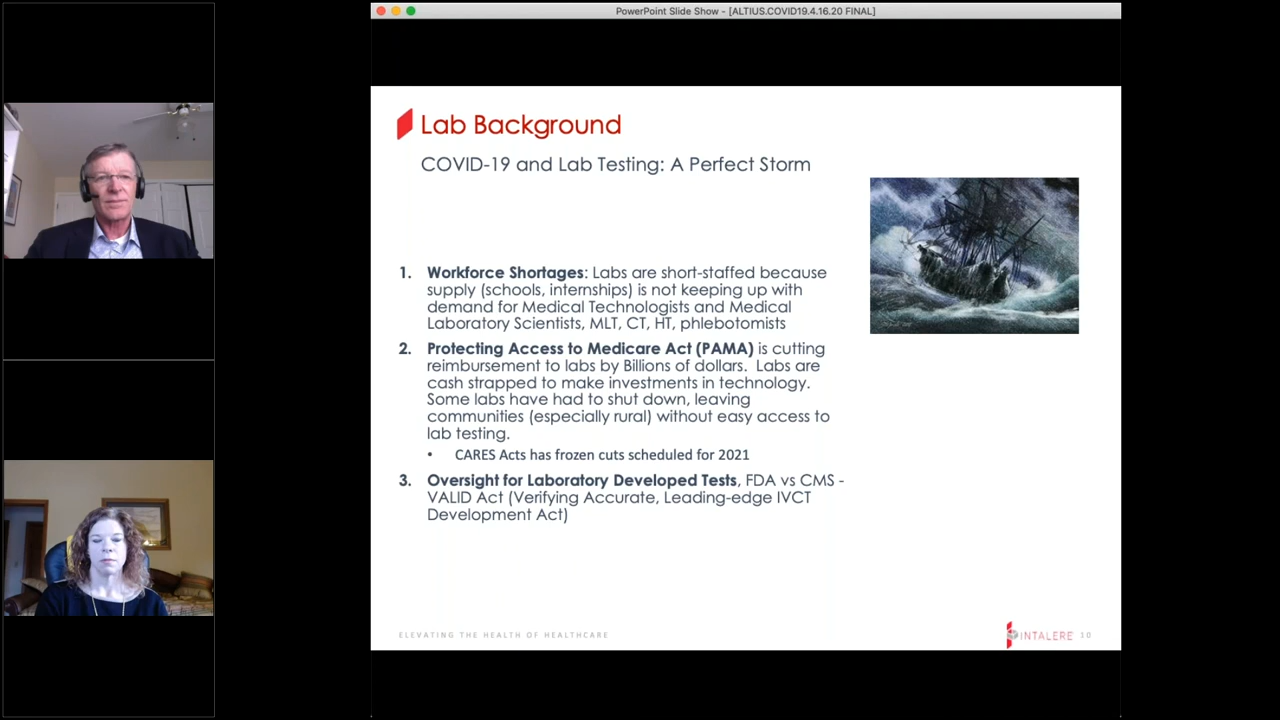 PowerPoint Slide Show - [ALTIUS.COVID19.4.16.20 FINAL]
Lab Background
COVID-19 and Lab Testing: A Perfect Storm
1. Workforce Shortages: Labs are short-staffed because
supply (schools, internships) is not keeping up with
demand for Medical Technologists and Medical
Laboratory Scientists, MLT, CT, HT, phlebotomists
2. Protecting Access to Medicare Act (PAMA) is cutting
reimbursement to labs by Billions of dollars. Labs are
cash strapped to make investments in technology.
Some labs have had to shut down, leaving
communities (especially rural) without easy access to
lab testing.
• CARES Acts has frozen cuts scheduled for 2021
3. Oversight for Laboratory Developed Tests, FDA vs CMS -
VALID Act (Verifying Accurate, Leading-edge IVCT
Development Act)
ELEVATING THE HEALTH OF HEALTHCARE
INTALERE 10